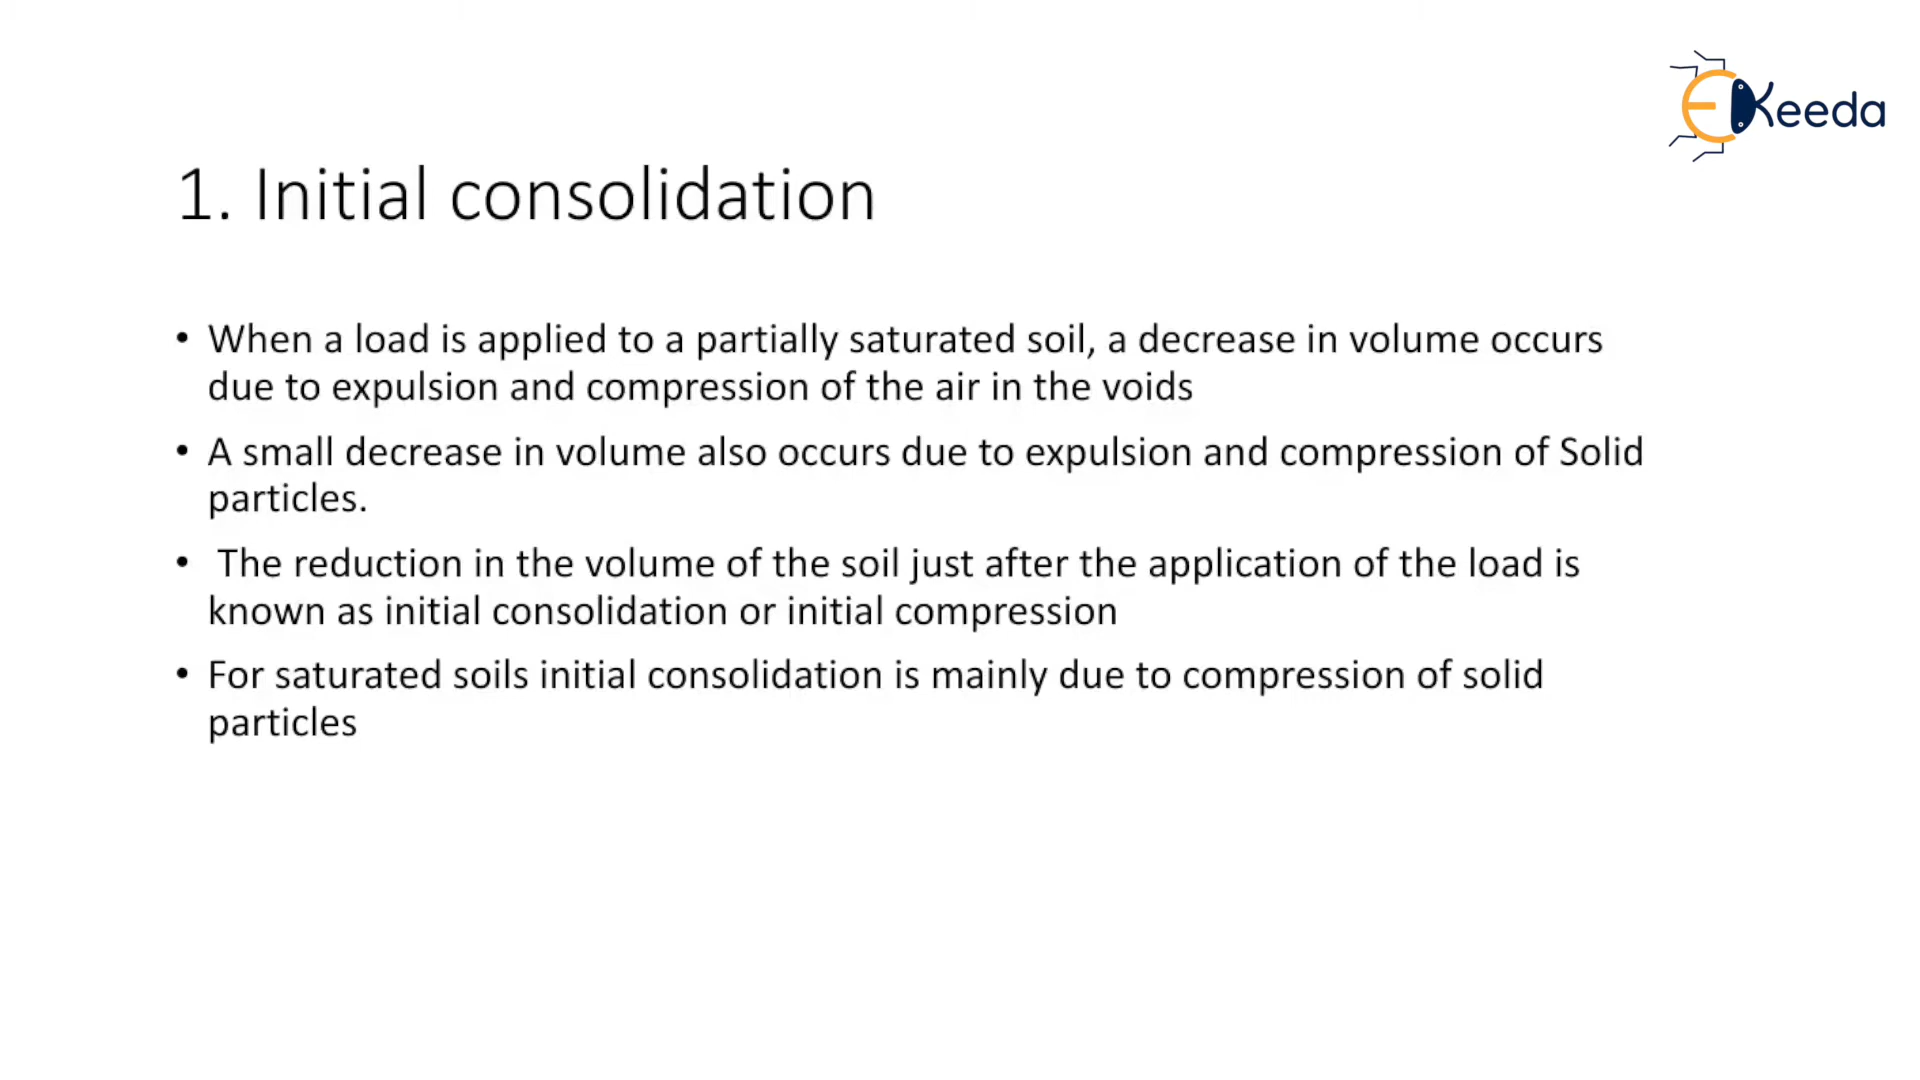 EKeeda
1. Initial consolidation
• When a load is applied to a partially saturated soil, a decrease in volume occurs
due to expulsion and compression of the air in the voids
• A small decrease in volume also occurs due to expulsion and compression of Solid
particles.
• The reduction in the volume of the soil just after the application of the load is
known as initial consolidation or initial compression
• For saturated soils initial consolidation is mainly due to compression of solid
particles